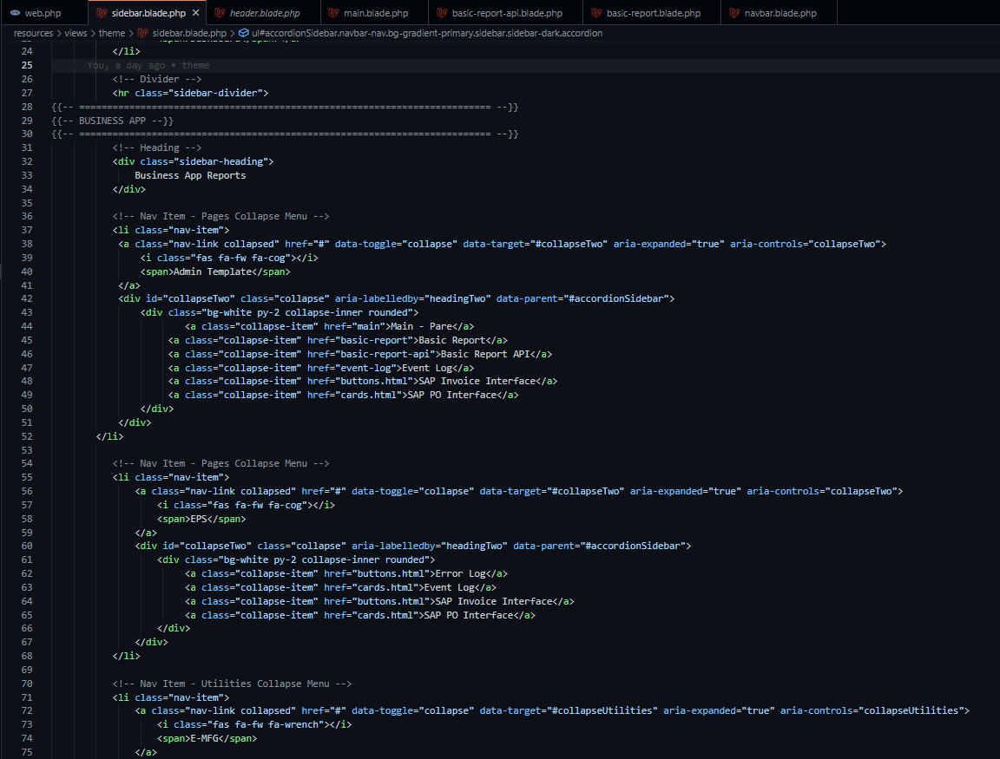 web.php sidebar.blade.php × header.blade.php main.blade.php basic-report-api.blade.php basic-report.blade.php navbar.blade.php
resources > views > theme > sidebar.blade.php > ul#accordionSidebar.navbar-nav.bg-gradient-primary.sidebar.sidebar-dark.accordion
24 </li>
25 You, a day ago • theme
26 <!-- Divider -->
27 <hr class="sidebar-divider">
28 {{-- ========================================================================== --}}
29 {{-- BUSINESS APP --}}
30 {{-- ========================================================================== --}}
31 <!-- Heading -->
32 <div class="sidebar-heading">
33 Business App Reports
34 </div>
35
36 <!-- Nav Item - Pages Collapse Menu -->
37 <li class="nav-item">
38 <a class="nav-link collapsed" href="#" data-toggle="collapse" data-target="#collapseTwo" aria-expanded="true" aria-controls="collapseTwo">
39 <i class="fas fa-fw fa-cog"></i>
40 <span>Admin Template</span>
41 </a>
42 <div id="collapseTwo" class="collapse" aria-labelledby="headingTwo" data-parent="#accordionSidebar">
43 <div class="bg-white py-2 collapse-inner rounded">
44 <a class="collapse-item" href="main">Main - Pare</a>
45 <a class="collapse-item" href="basic-report">Basic Report</a>
46 <a class="collapse-item" href="basic-report-api">Basic Report API</a>
47 <a class="collapse-item" href="event-log">Event Log</a>
48 <a class="collapse-item" href="buttons.html">SAP Invoice Interface</a>
49 <a class="collapse-item" href="cards.html">SAP PO Interface</a>
50 </div>
51 </div>
52 </li>
53
54 <!-- Nav Item - Pages Collapse Menu -->
55 <li class="nav-item">
56 <a class="nav-link collapsed" href="#" data-toggle="collapse" data-target="#collapseTwo" aria-expanded="true" aria-controls="collapseTwo">
57 <i class="fas fa-fw fa-cog"></i>
58 <span>EPS</span>
59 </a>
60 <div id="collapseTwo" class="collapse" aria-labelledby="headingTwo" data-parent="#accordionSidebar">
61 <div class="bg-white py-2 collapse-inner rounded">
62 <a class="collapse-item" href="buttons.html">Error Log</a>
63 <a class="collapse-item" href="cards.html">Event Log</a>
64 <a class="collapse-item" href="buttons.html">SAP Invoice Interface</a>
65 <a class="collapse-item" href="cards.html">SAP PO Interface</a>
66 </div>
67 </div>
68 </li>
69
70 <!-- Nav Item - Utilities Collapse Menu -->
71 <li class="nav-item">
72 <a class="nav-link collapsed" href="#" data-toggle="collapse" data-target="#collapseUtilities" aria-expanded="true" aria-controls="collapseUtilities">
73 <i class="fas fa-fw fa-wrench"></i>
74 <span>E-MFG</span>
75 </a>